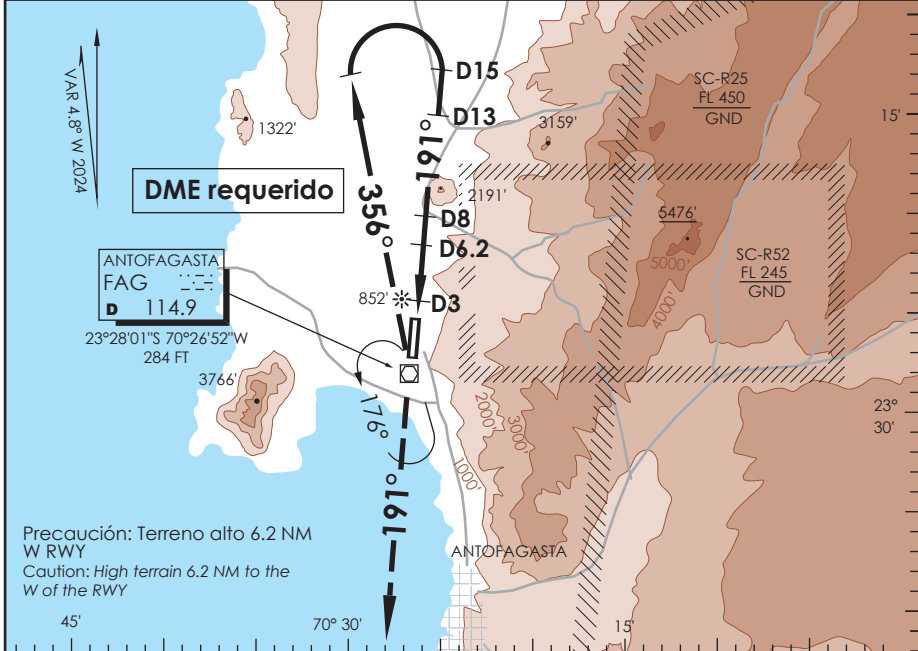 VAR 4.8° W 2024
D15
D13
191°
1322'
3159'
SC-R25
FL 450
GND
15'
DME requerido
356°
2191'
D8
D6.2
5476'
5000'
4000'
SC-R52
FL 245
GND
ANTOFAGASTA
FAG
D 114.9
23°28'01"S 70°26'52"W
284 FT
852'
D3
3766'
176°
191°
1000'
2000'
3000'
23°
30'
Precaución: Terreno alto 6.2 NM
W RWY
Caution: High terrain 6.2 NM to the
W of the RWY
ANTOFAGASTA
45'
70° 30'
15'